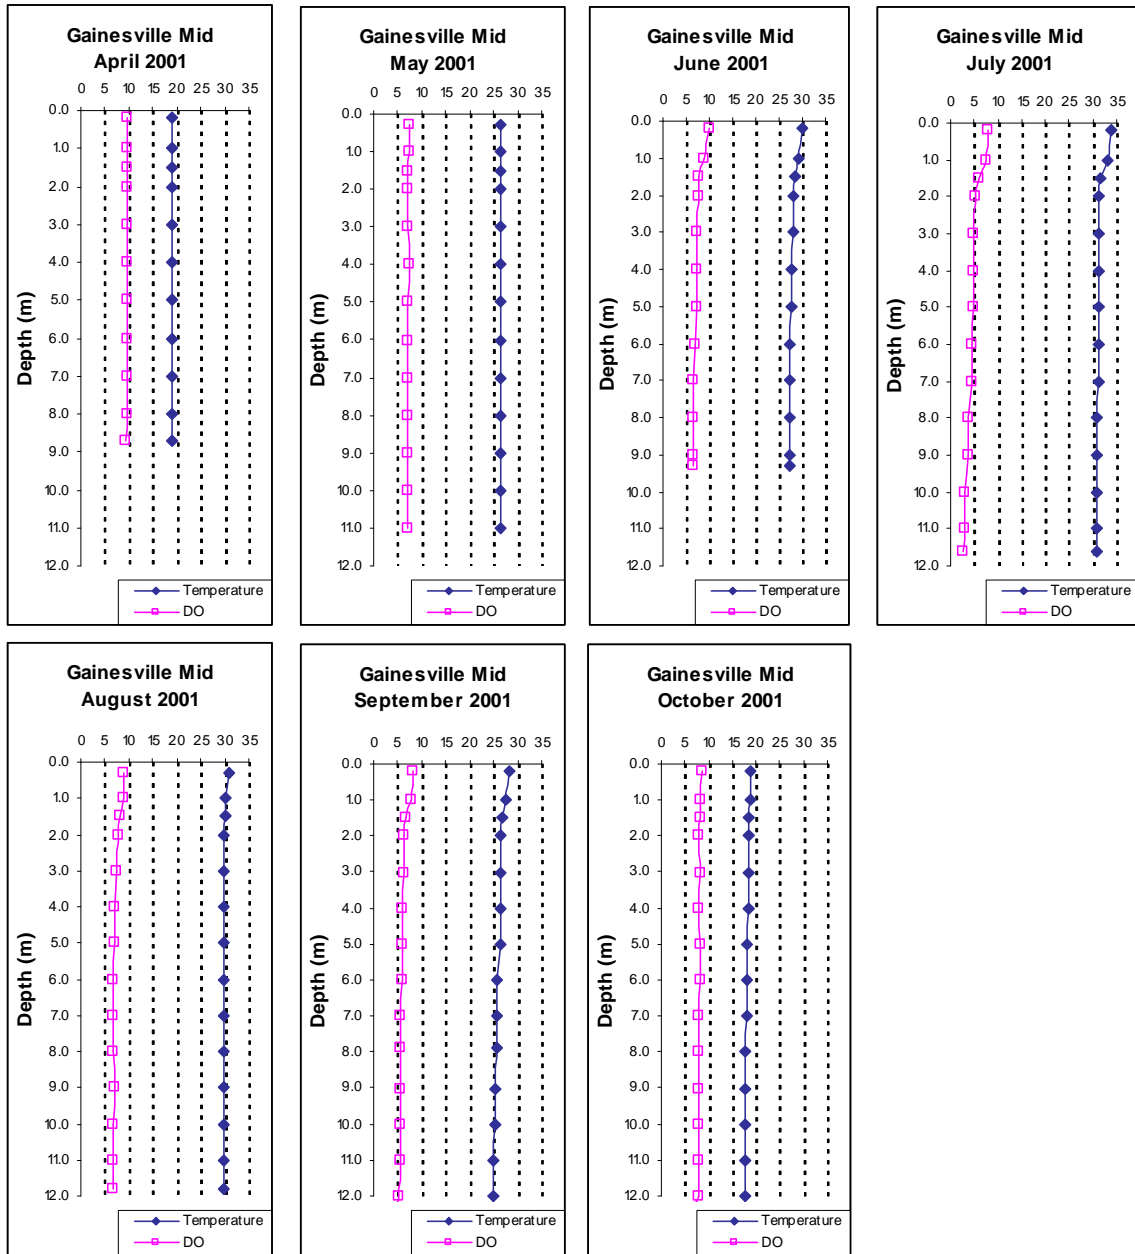 Gainesville Mid
April 2001
0 5 10 15 20 25 30 35
0.0
1.0
2.0
3.0
4.0
5.0
6.0
7.0
8.0
9.0
10.0
11.0
12.0
Depth (m)
Temperature
DO
Gainesville Mid
May 2001
0 5 10 15 20 25 30 35
0.0
1.0
2.0
3.0
4.0
5.0
6.0
7.0
8.0
9.0
10.0
11.0
12.0
Depth (m)
Temperature
DO
Gainesville Mid
June 2001
0 5 10 15 20 25 30 35
0.0
1.0
2.0
3.0
4.0
5.0
6.0
7.0
8.0
9.0
10.0
11.0
12.0
Depth (m)
Temperature
DO
Gainesville Mid
July 2001
0 5 10 15 20 25 30 35
0.0
1.0
2.0
3.0
4.0
5.0
6.0
7.0
8.0
9.0
10.0
11.0
12.0
Depth (m)
Temperature
DO
Gainesville Mid
August 2001
0 5 10 15 20 25 30 35
0.0
1.0
2.0
3.0
4.0
5.0
6.0
7.0
8.0
9.0
10.0
11.0
12.0
Depth (m)
Temperature
DO
Gainesville Mid
September 2001
0 5 10 15 20 25 30 35
0.0
1.0
2.0
3.0
4.0
5.0
6.0
7.0
8.0
9.0
10.0
11.0
12.0
Depth (m)
Temperature
DO
Gainesville Mid
October 2001
0 5 10 15 20 25 30 35
0.0
1.0
2.0
3.0
4.0
5.0
6.0
7.0
8.0
9.0
10.0
11.0
12.0
Depth (m)
Temperature
DO